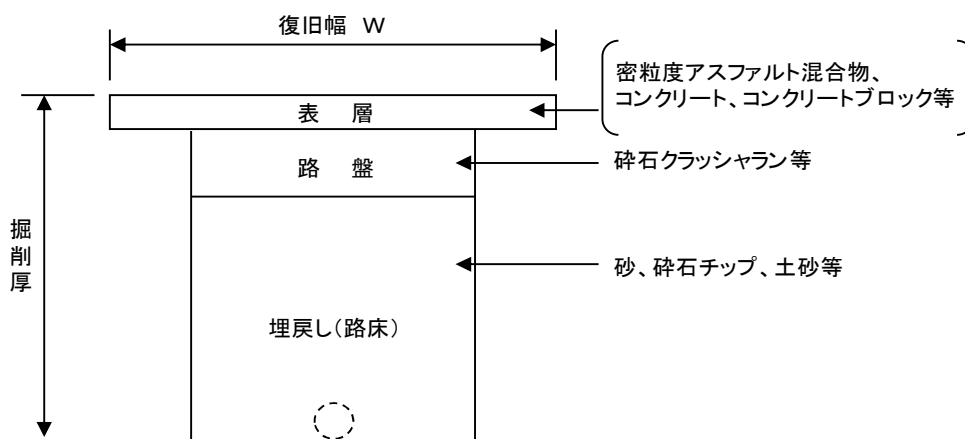 復旧幅 W
密粒度アスファルト混合物、
コンクリート、コンクリートブロック等
表 層
路 盤
砕石クラッシャラン等
掘削厚
砂、砕石チップ、土砂等
埋戻し(路床)